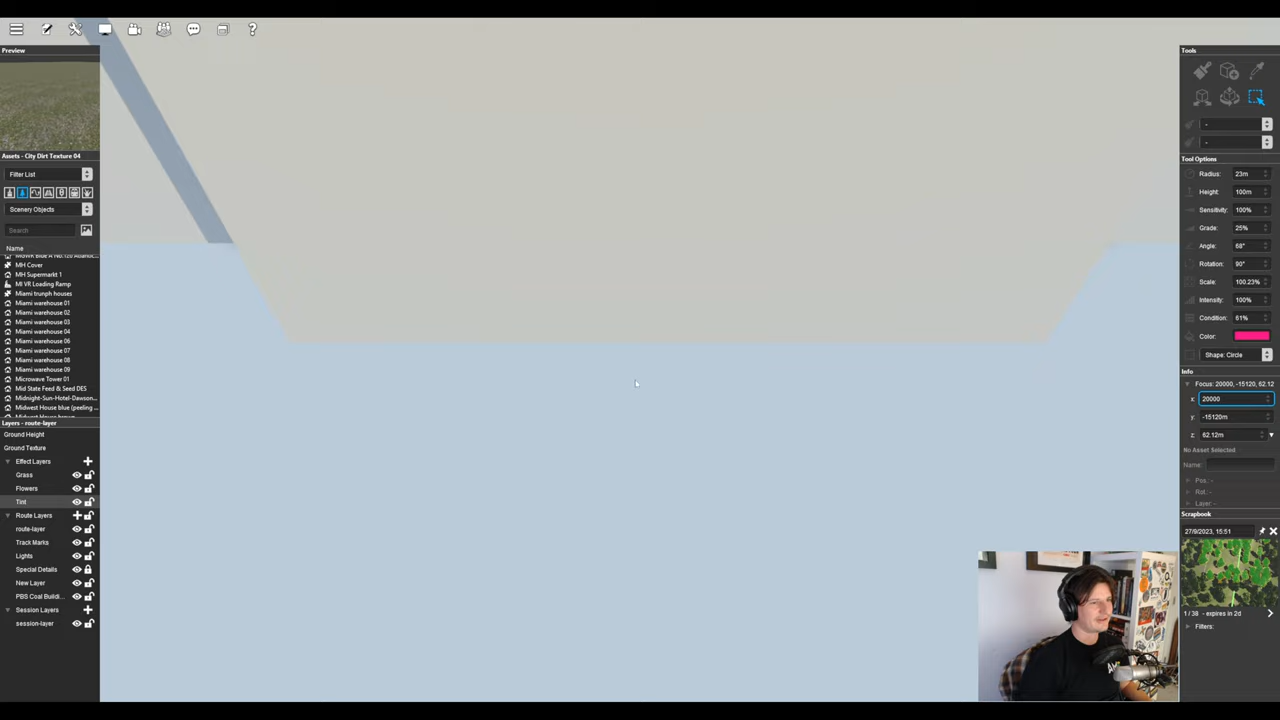 Preview
Assets - City Dirt Texture 04
Filter List
Scenery Objects
Search
Name
MH Cover
MH Supermarkt 1
MI VR Loading Ramp
Miami trunph houses
Miami warehouse 01
Miami warehouse 02
Miami warehouse 03
Miami warehouse 04
Miami warehouse 06
Miami warehouse 07
Miami warehouse 08
Miami warehouse 09
Microwave Tower 01
Mid State Feed & Seed DES
Midnight-Sun-Hotel-Dawson...
Midwest House blue (peeling ...
Layers - route-layer
Ground Height
Ground Texture
Effect Layers
Grass
Flowers
Tint
Route Layers
route-layer
Track Marks
Lights
Special Details
New Layer
PBS Coal Buildi...
Session Layers
session-layer
Tools
-
-
Tool Options
Radius: 23m
Height: 100m
Sensitivity: 100%
Grade: 25%
Angle: 68°
Rotation: 90°
Scale: 100.23%
Intensity: 100%
Condition: 61%
Color:
Shape: Circle
Info
Focus: 20000, -15120, 62.12
x: 20000
y: -15120m
z: 62.12m
No Asset Selected
Name:
Pos.: -
Rot.: -
Layer: -
Scrapbook
27/9/2023, 15:51
1 / 38 - expires in 2d
Filters: